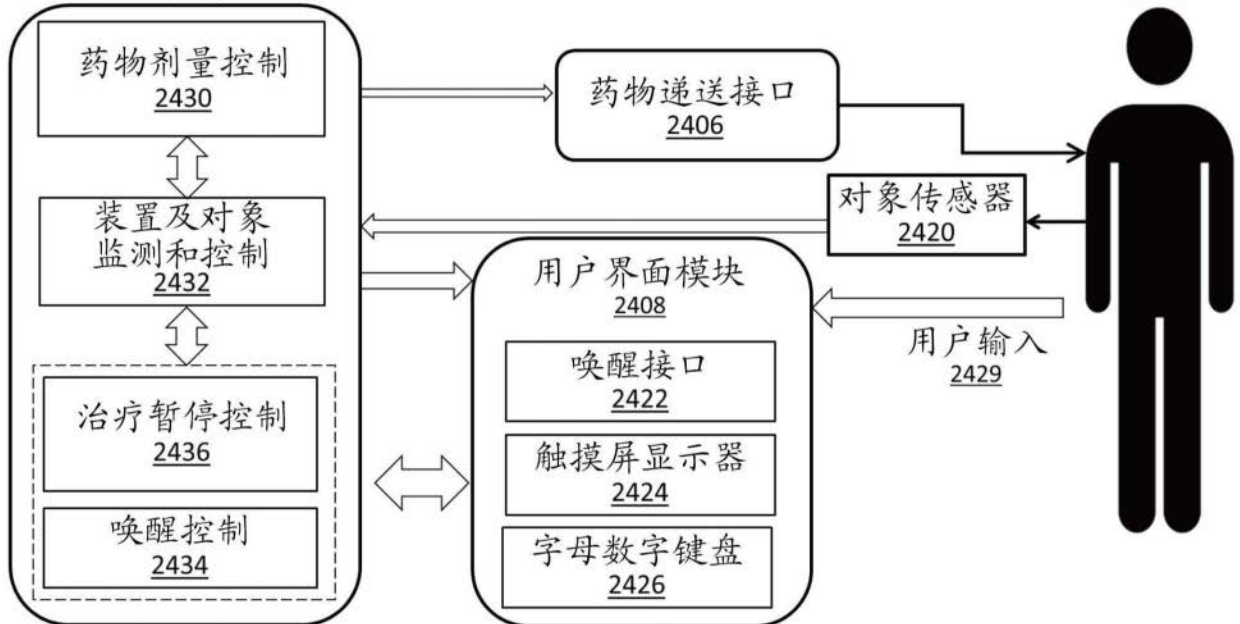 药物剂量控制
2430
装置及对象
监测和控制
2432
治疗暂停控制
2436
唤醒控制
2434
药物递送接口
2406
对象传感器
2420
用户界面模块
2408
唤醒接口
2422
触摸屏显示器
2424
字母数字键盘
2426
用户输入
2429